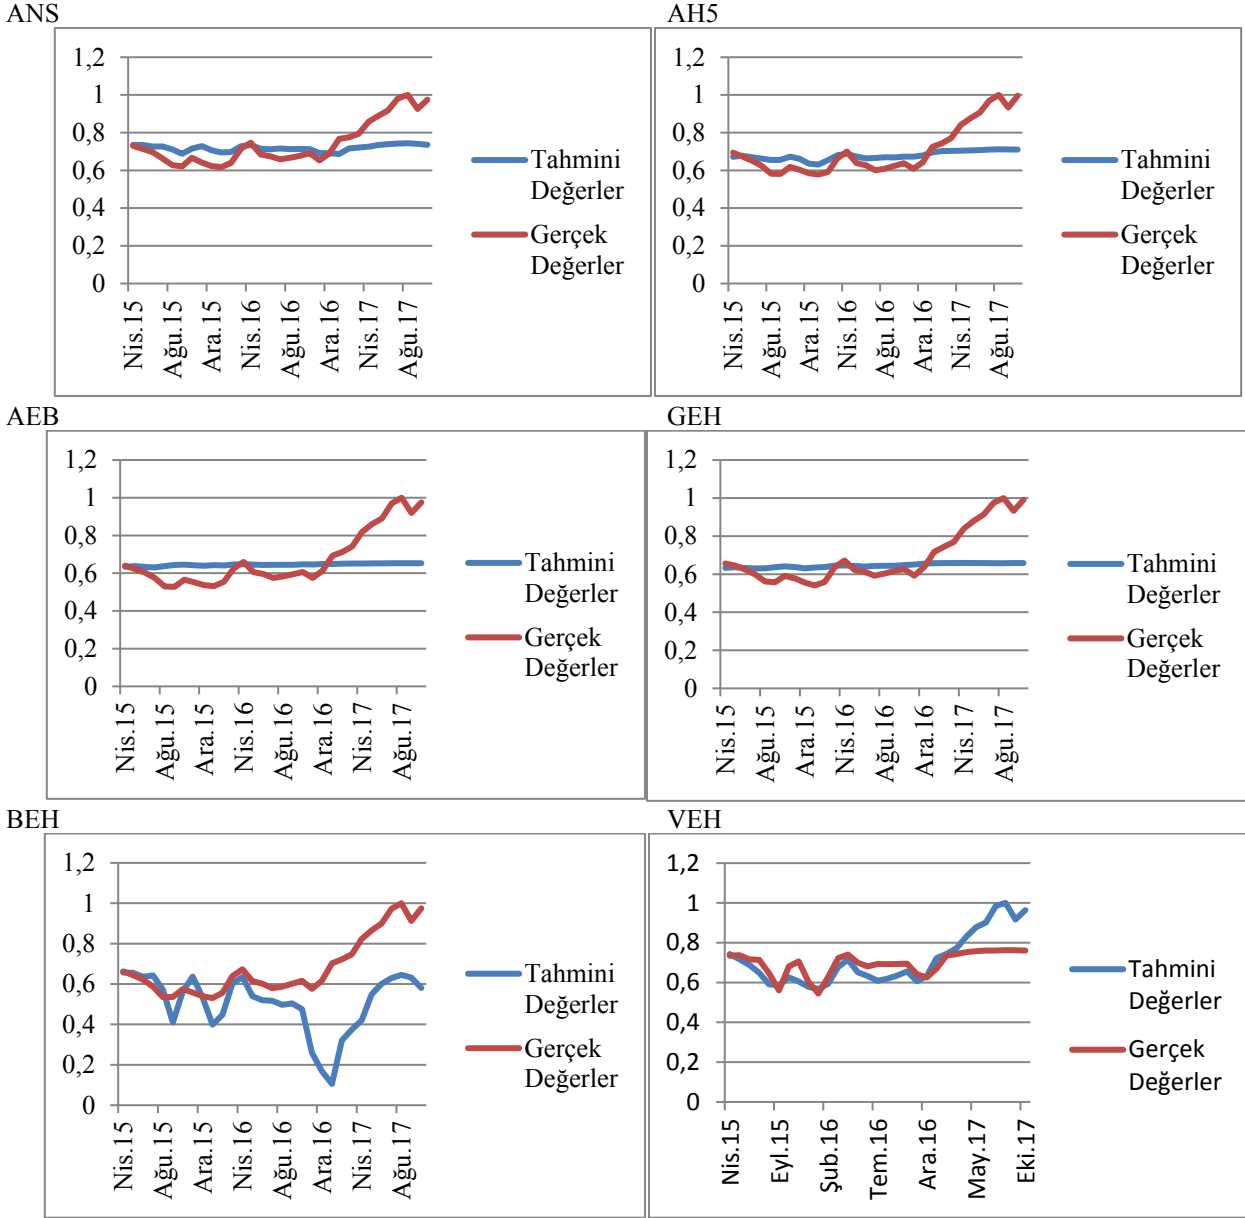 ANS
1,2
1
0,8
0,6
0,4
0,2
0
Nis.15
Ağu.15
Ara.15
Nis.16
Ağu.16
Ara.16
Nis.17
Ağu.17
Tahmini
Değerler
Gerçek
Değerler
AH5
1,2
1
0,8
0,6
0,4
0,2
0
Nis.15
Ağu.15
Ara.15
Nis.16
Ağu.16
Ara.16
Nis.17
Ağu.17
Tahmini
Değerler
Gerçek
Değerler
AEB
1,2
1
0,8
0,6
0,4
0,2
0
Nis.15
Ağu.15
Ara.15
Nis.16
Ağu.16
Ara.16
Nis.17
Ağu.17
Tahmini
Değerler
Gerçek
Değerler
GEH
1,2
1
0,8
0,6
0,4
0,2
0
Nis.15
Ağu.15
Ara.15
Nis.16
Ağu.16
Ara.16
Nis.17
Ağu.17
Tahmini
Değerler
Gerçek
Değerler
BEH
1,2
1
0,8
0,6
0,4
0,2
0
Nis.15
Ağu.15
Ara.15
Nis.16
Ağu.16
Ara.16
Nis.17
Ağu.17
Tahmini
Değerler
Gerçek
Değerler
VEH
1,2
1
0,8
0,6
0,4
0,2
0
Nis.15
Eyl.15
Şub.16
Tem.16
Ara.16
May.17
Eki.17
Tahmini
Değerler
Gerçek
Değerler